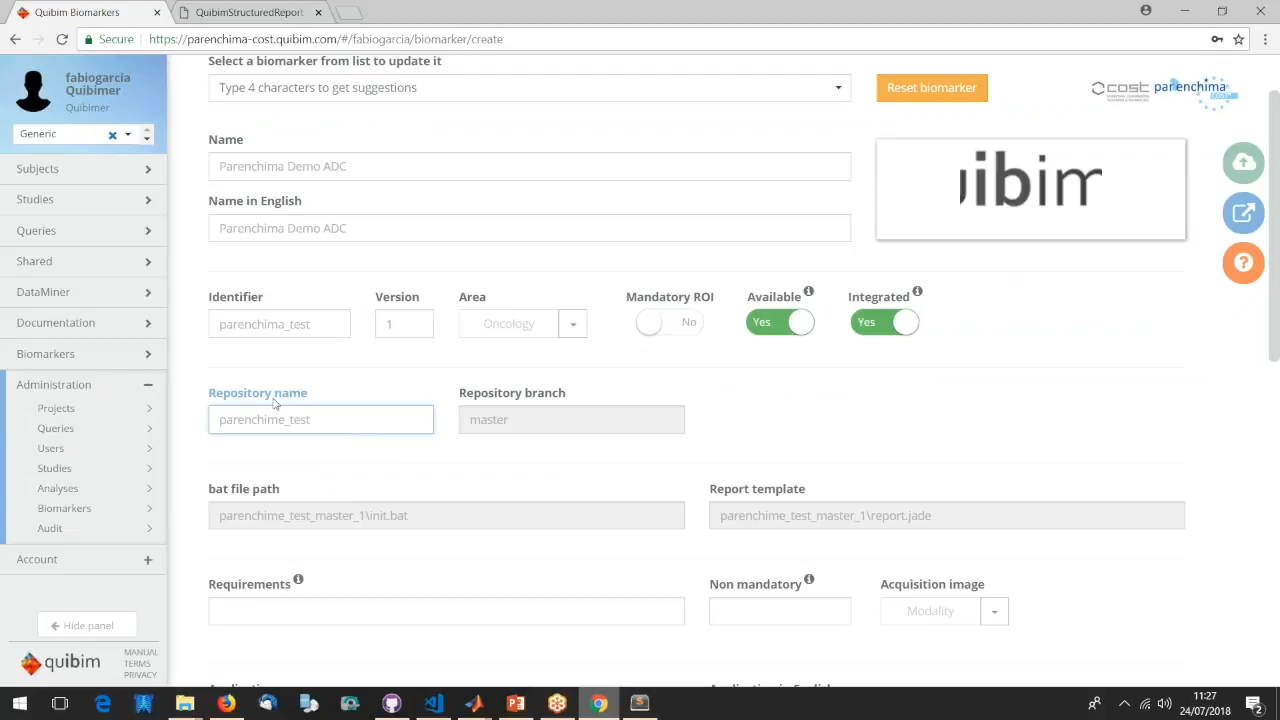 Quibim biomarkers
QuibimStructuredReport
Secure
https://parenchima-cost.quibim.com/#/fabiogarcia/biomarker/create
fabiogarcia
Quibimer
Quibimer
Generic
Subjects
Studies
Queries
Shared
DataMiner
Documentation
Biomarkers
Administration
Projects
Queries
Users
Studies
Analyses
Biomarkers
Audit
Account
Hide panel
quibim
MANUAL
TERMS
PRIVACY
Select a biomarker from list to update it
Type 4 characters to get suggestions
Reset biomarker
cost
parenchima
COST
Name
Parenchima Demo ADC
Name in English
Parenchima Demo ADC
uibim
Identifier
Version
Area
Mandatory ROI
Available
Integrated
parenchima_test
1
Oncology
No
Yes
Yes
Repository name
Repository branch
parenchime_test
master
bat file path
Report template
parenchime_test_master_1\init.bat
parenchime_test_master_1\report.jade
Requirements
Non mandatory
Acquisition image
Modality
11:27
24/07/2018
2